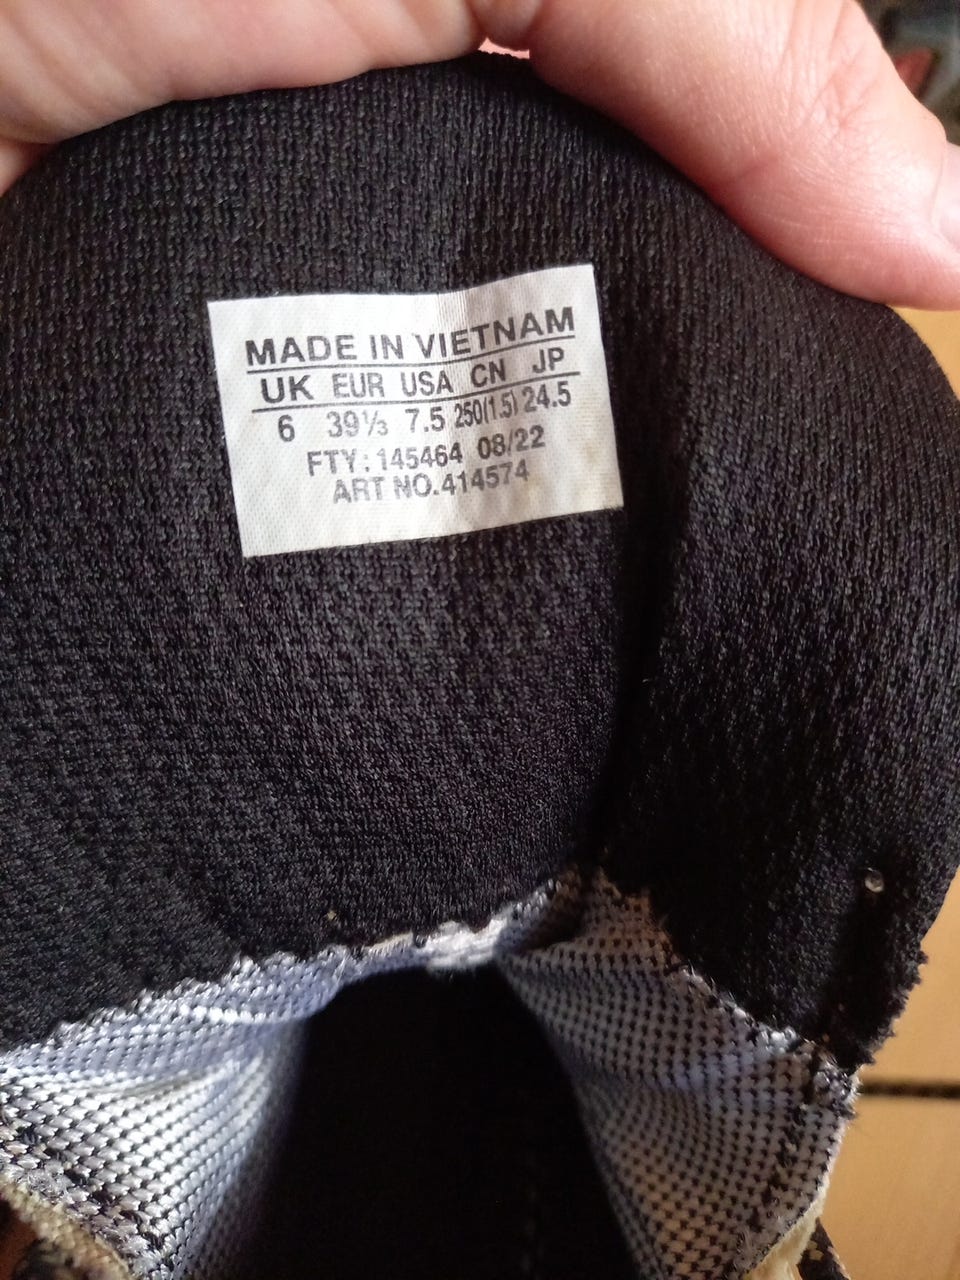 MADE IN VIETNAM
UK EUR USA CN JP
6 39⅓ 7.5 250(1.5) 24.5
FTY: 145464 08/22
ART NO.414574